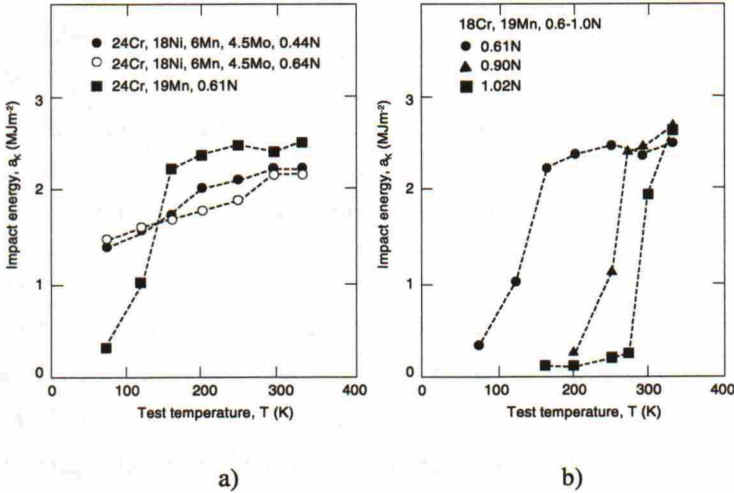 24Cr, 18Ni, 6Mn, 4.5Mo, 0.44N
24Cr, 18Ni, 6Mn, 4.5Mo, 0.64N
24Cr, 19Mn, 0.61N
Impact energy, aₖ (MJm⁻²)
3
2
1
0
0 100 200 300 400
Test temperature, T (K)
a)
18Cr, 19Mn, 0.6-1.0N
0.61N
0.90N
1.02N
Impact energy, aₖ (MJm⁻²)
3
2
1
0
0 100 200 300 400
Test temperature, T (K)
b)